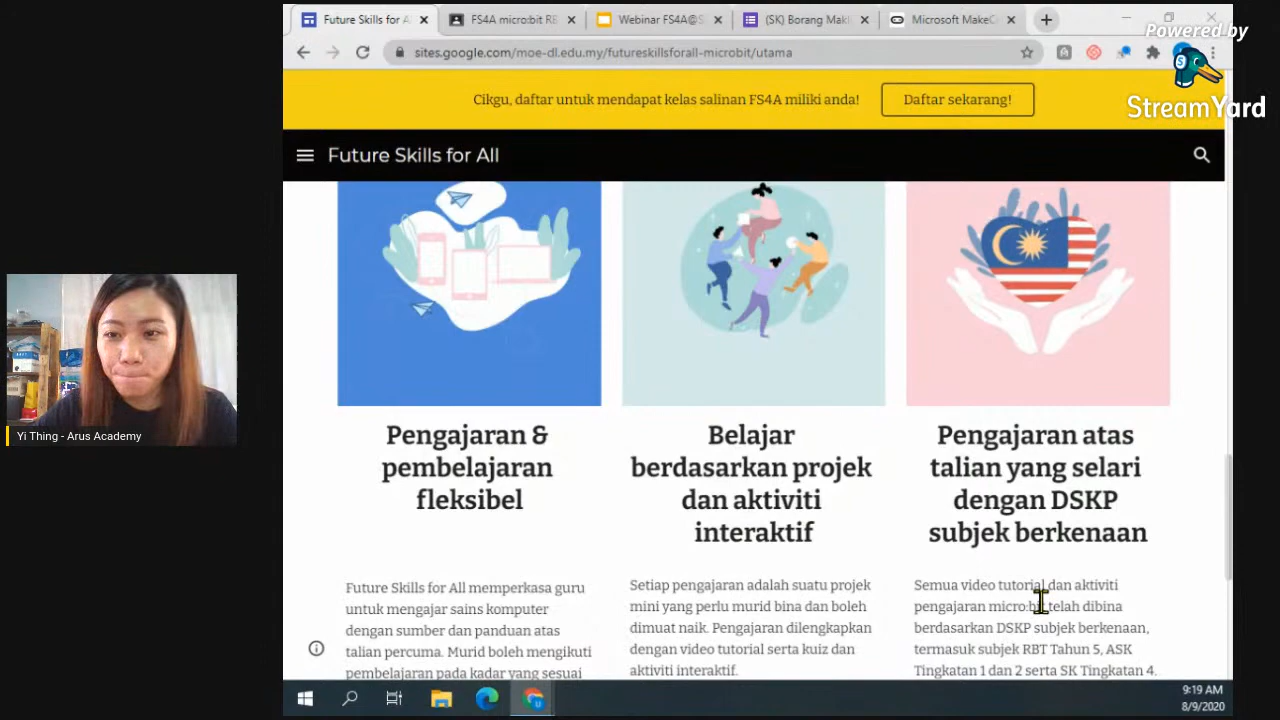 Future Skills for A
FS4A micro:bit RE
Webinar FS4A@S
(SK) Borang Mak
Microsoft MakeC
sites.google.com/moe-dl.edu.my/futureskillsforall-microbit/utama
Powered by
StreamYard
Cikgu, daftar untuk mendapat kelas salinan FS4A miliki anda!
Daftar sekarang!
Future Skills for All
Yi Thing - Arus Academy
Pengajaran &
pembelajaran
fleksibel
Future Skills for All memperkasa guru
untuk mengajar sains komputer
dengan sumber dan panduan atas
talian percuma. Murid boleh mengikuti
pembelajaran pada kadar yang sesuai
Belajar
berdasarkan projek
dan aktiviti
interaktif
Setiap pengajaran adalah suatu projek
mini yang perlu murid bina dan boleh
dimuat naik. Pengajaran dilengkapkan
dengan video tutorial serta kuiz dan
aktiviti interaktif.
Pengajaran atas
talian yang selari
dengan DSKP
subjek berkenaan
Semua video tutorial dan aktiviti
pengajaran micro:bit telah dibina
berdasarkan DSKP subjek berkenaan,
termasuk subjek RBT Tahun 5, ASK
Tingkatan 1 dan 2 serta SK Tingkatan 4.
9:19 AM
8/9/2020